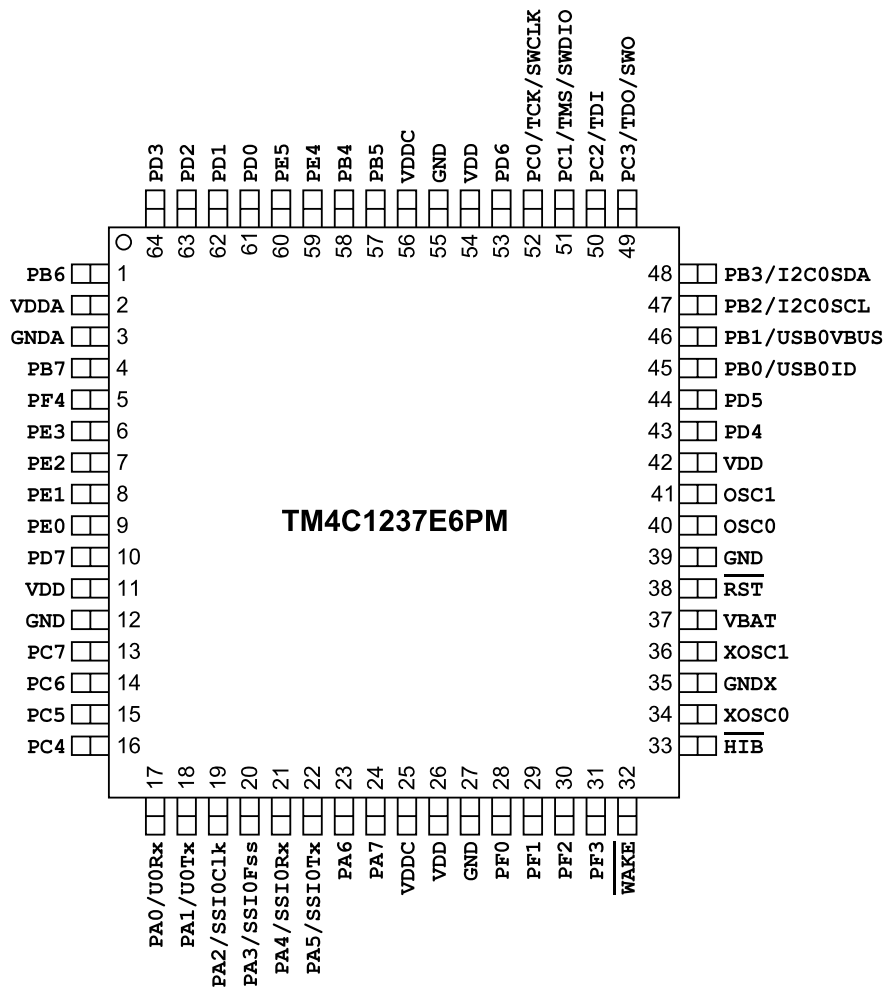 PD3
PD2
PD1
PD0
PE5
PE4
PB4
PB5
VDDC
GND
VDD
PD6
PC0/TCK/SWCLK
PC1/TMS/SWDIO
PC2/TDI
PC3/TDO/SWO
64
63
62
61
60
59
58
57
56
55
54
53
52
51
50
49
PB6 1
VDDA 2
GNDA 3
PB7 4
PF4 5
PE3 6
PE2 7
PE1 8
PE0 9
PD7 10
VDD 11
GND 12
PC7 13
PC6 14
PC5 15
PC4 16
TM4C1237E6PM
48 PB3/I2C0SDA
47 PB2/I2C0SCL
46 PB1/USB0VBUS
45 PB0/USB0ID
44 PD5
43 PD4
42 VDD
41 OSC1
40 OSC0
39 GND
38 RST
37 VBAT
36 XOSC1
35 GNDX
34 XOSC0
33 HIB
17
18
19
20
21
22
23
24
25
26
27
28
29
30
31
32
PA0/U0Rx
PA1/U0Tx
PA2/SSI0Clk
PA3/SSI0Fss
PA4/SSI0Rx
PA5/SSI0Tx
PA6
PA7
VDDC
VDD
GND
PF0
PF1
PF2
PF3
WAKE